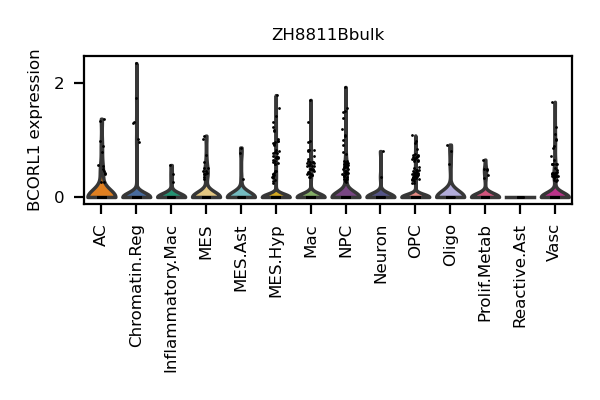 ZH8811Bbulk
BCORL1 expression
2
0
AC
Chromatin.Reg
Inflammatory.Mac
MES
MES.Ast
MES.Hyp
Mac
NPC
Neuron
OPC
Oligo
Prolif.Metab
Reactive.Ast
Vasc